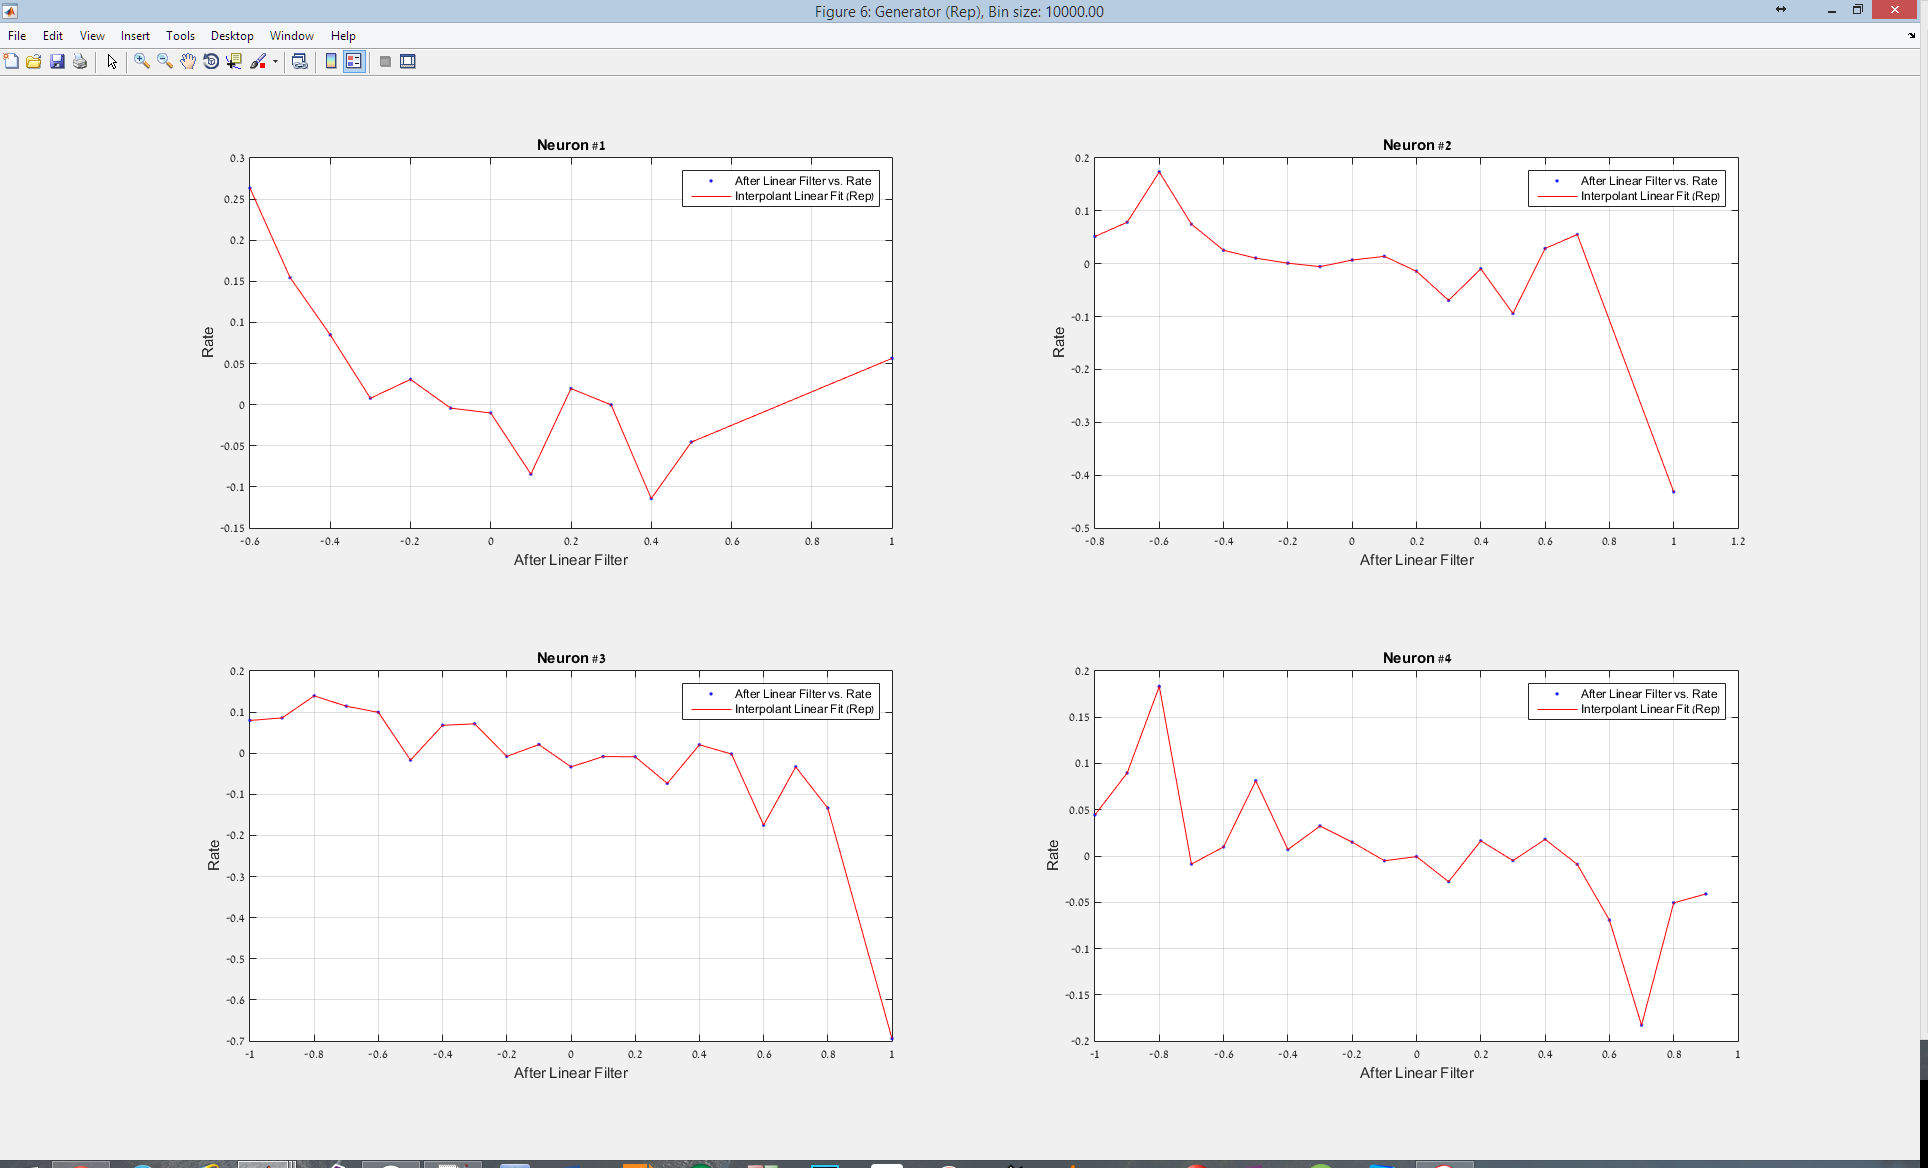 Figure 6: Generator (Rep), Bin size: 10000.00
File Edit View Insert Tools Desktop Window Help
Neuron #1
0.3
0.25
0.2
0.15
0.1
0.05
0
-0.05
-0.1
-0.15
Rate
-0.6 -0.4 -0.2 0 0.2 0.4 0.6 0.8 1
After Linear Filter
After Linear Filter vs. Rate
Interpolant Linear Fit (Rep)
Neuron #2
0.2
0.1
0
-0.1
-0.2
-0.3
-0.4
-0.5
Rate
-0.8 -0.6 -0.4 -0.2 0 0.2 0.4 0.6 0.8 1 1.2
After Linear Filter
After Linear Filter vs. Rate
Interpolant Linear Fit (Rep)
Neuron #3
0.2
0.1
0
-0.1
-0.2
-0.3
-0.4
-0.5
-0.6
-0.7
Rate
-1 -0.8 -0.6 -0.4 -0.2 0 0.2 0.4 0.6 0.8 1
After Linear Filter
After Linear Filter vs. Rate
Interpolant Linear Fit (Rep)
Neuron #4
0.2
0.15
0.1
0.05
0
-0.05
-0.1
-0.15
-0.2
Rate
-1 -0.8 -0.6 -0.4 -0.2 0 0.2 0.4 0.6 0.8 1
After Linear Filter
After Linear Filter vs. Rate
Interpolant Linear Fit (Rep)